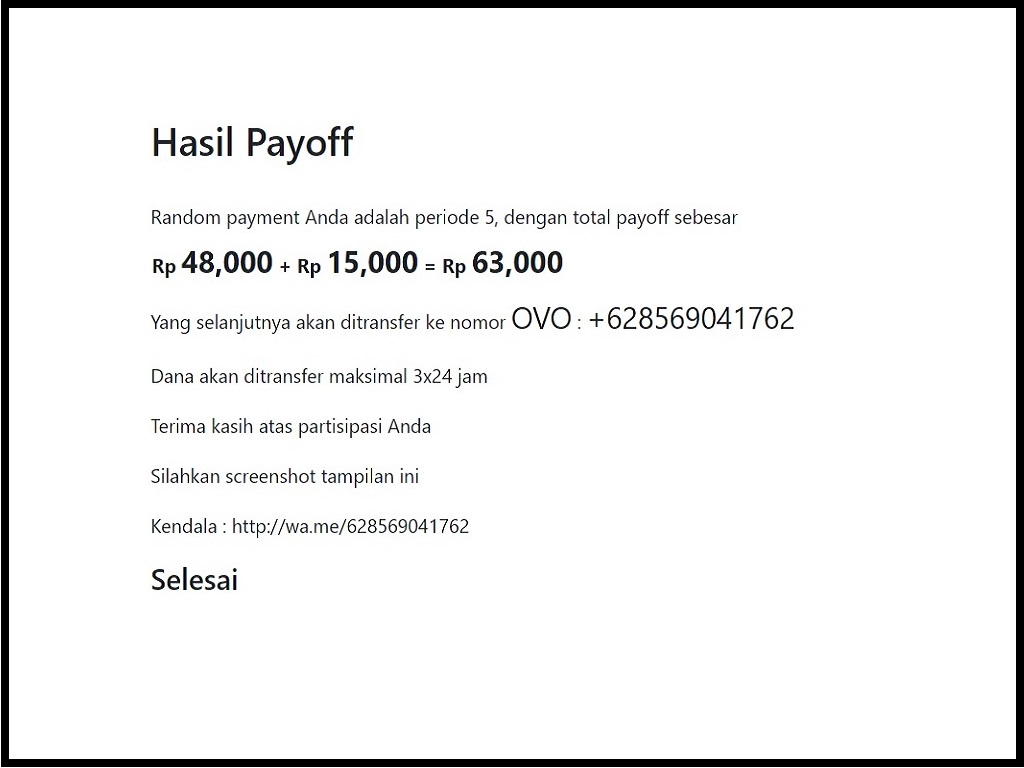 Hasil Payoff
Random payment Anda adalah periode 5, dengan total payoff sebesar
Rp 48,000 + Rp 15,000 = Rp 63,000
Yang selanjutnya akan ditransfer ke nomor OVO : +628569041762
Dana akan ditransfer maksimal 3x24 jam
Terima kasih atas partisipasi Anda
Silahkan screenshot tampilan ini
Kendala : http://wa.me/628569041762
Selesai